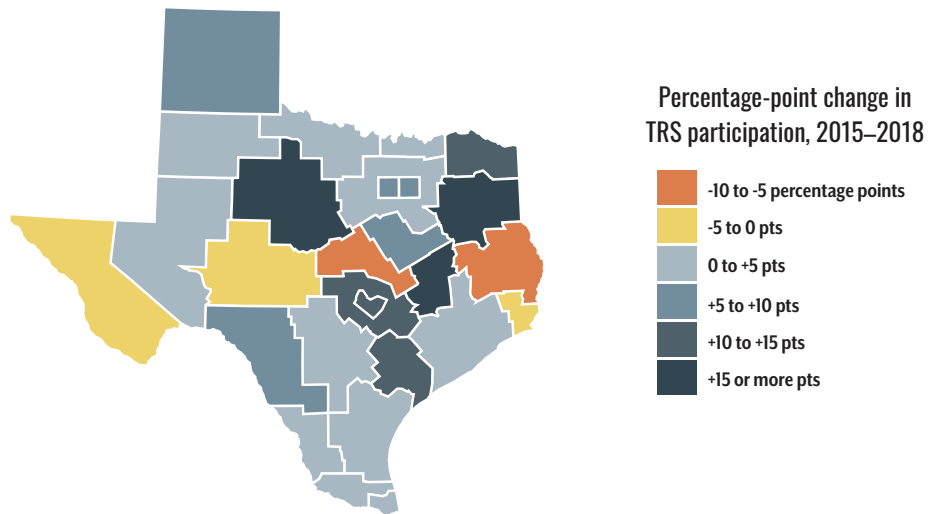 Percentage-point change in
TRS participation, 2015–2018
-10 to -5 percentage points
-5 to 0 pts
0 to +5 pts
+5 to +10 pts
+10 to +15 pts
+15 or more pts